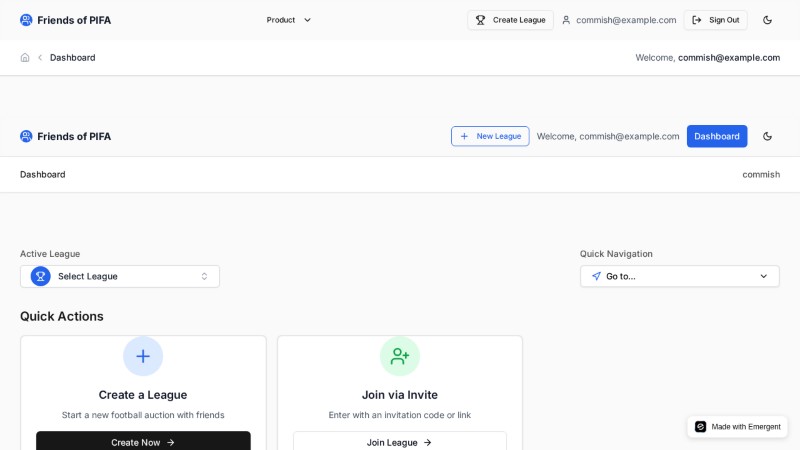 Friends of PIFA Product Create League commish@example.com Sign Out
Dashboard Welcome, commish@example.com
Friends of PIFA New League Welcome, commish@example.com Dashboard
Dashboard commish
Active League Quick Navigation
Select League Go to...
Quick Actions
Create a League Join via Invite
Start a new football auction with friends Enter with an invitation code or link
Made with Emergent
Create Now Join League